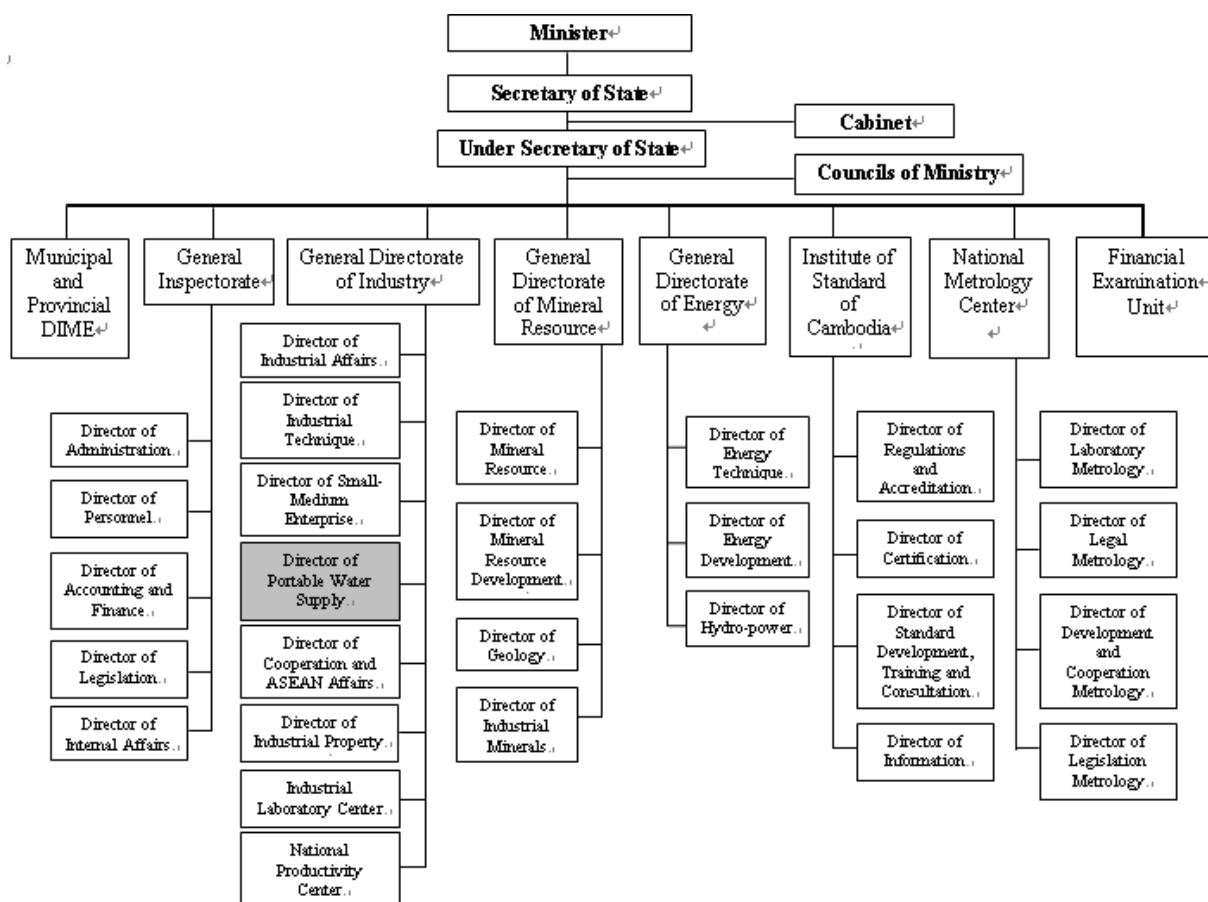 Minister
Secretary of State
Cabinet
Under Secretary of State
Councils of Ministry
Municipal
and
Provincial
DIME
General
Inspectorate
General Directorate
of Industry
General
Directorate
of Mineral
Resource
General
Directorate
of Energy
Institute of
Standard
of
Cambodia
National
Metrology
Center
Financial
Examination
Unit
Director of
Administration
Director of
Personnel
Director of
Accounting and
Finance
Director of
Legislation
Director of
Internal Affairs
Director of
Industrial Affairs
Director of
Industrial
Technique
Director of Small-
Medium
Enterprise
Director of
Portable Water
Supply
Director of
Cooperation and
ASEAN Affairs
Director of
Industrial Property
Industrial
Laboratory Center
National
Productivity
Center
Director of
Mineral
Resource
Director of
Mineral
Resource
Development
Director of
Geology
Director of
Industrial
Minerals
Director of
Energy
Technique
Director of
Energy
Development
Director of
Hydro-power
Director of
Regulations
and
Accreditation
Director of
Certification
Director of
Standard
Development,
Training and
Consultation
Director of
Information
Director of
Laboratory
Metrology
Director of
Legal
Metrology
Director of
Development
and
Cooperation
Metrology
Director of
Legislation
Metrology